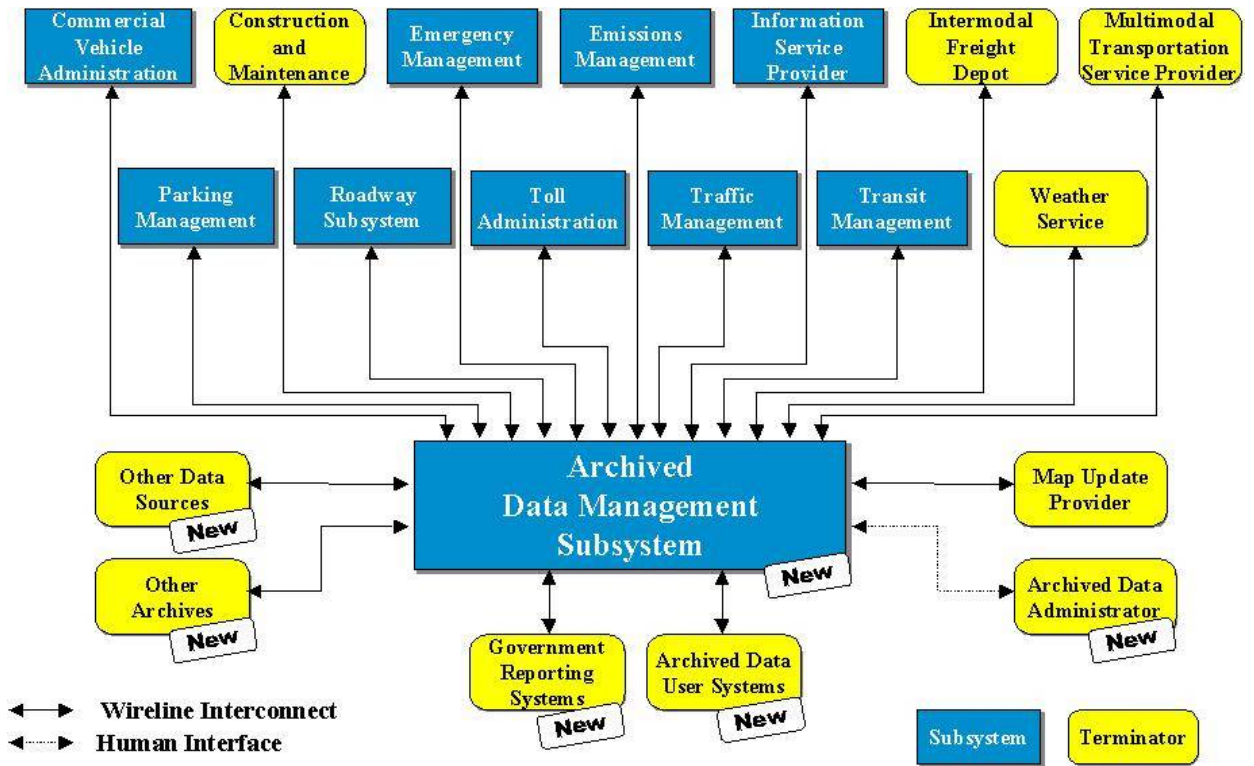 Commercial
Vehicle
Administration
Construction
and
Maintenance
Emergency
Management
Emissions
Management
Information
Service
Provider
Intermodal
Freight
Depot
Multimodal
Transportation
Service Provider
Parking
Management
Roadway
Subsystem
Toll
Administration
Traffic
Management
Transit
Management
Weather
Service
Other Data
Sources
New
Other
Archives
New
Archived
Data Management
Subsystem
New
Map Update
Provider
Archived Data
Administrator
New
Government
Reporting
Systems
New
Archived Data
User Systems
New
Wireline Interconnect
Human Interface
Subsystem
Terminator